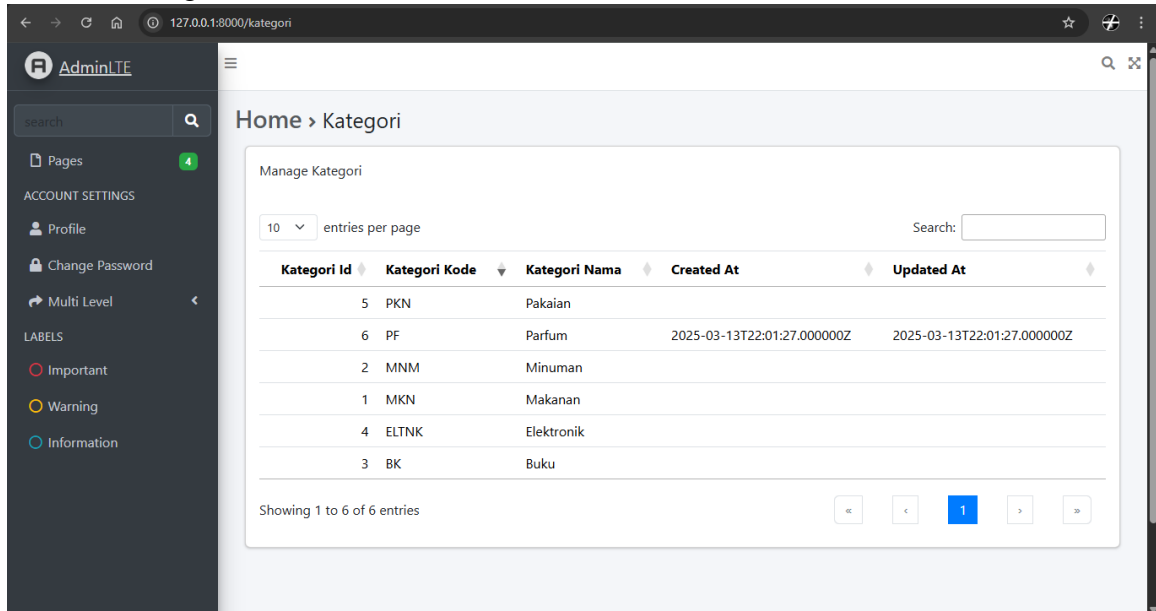 127.0.0.1:8000/kategori
AdminLTE
search
Pages 4
ACCOUNT SETTINGS
Profile
Change Password
Multi Level
LABELS
Important
Warning
Information
Home › Kategori
Manage Kategori
10 entries per page Search:
Kategori Id Kategori Kode Kategori Nama Created At Updated At
5 PKN Pakaian
6 PF Parfum 2025-03-13T22:01:27.000000Z 2025-03-13T22:01:27.000000Z
2 MNM Minuman
1 MKN Makanan
4 ELTNK Elektronik
3 BK Buku
Showing 1 to 6 of 6 entries « ‹ 1 › »